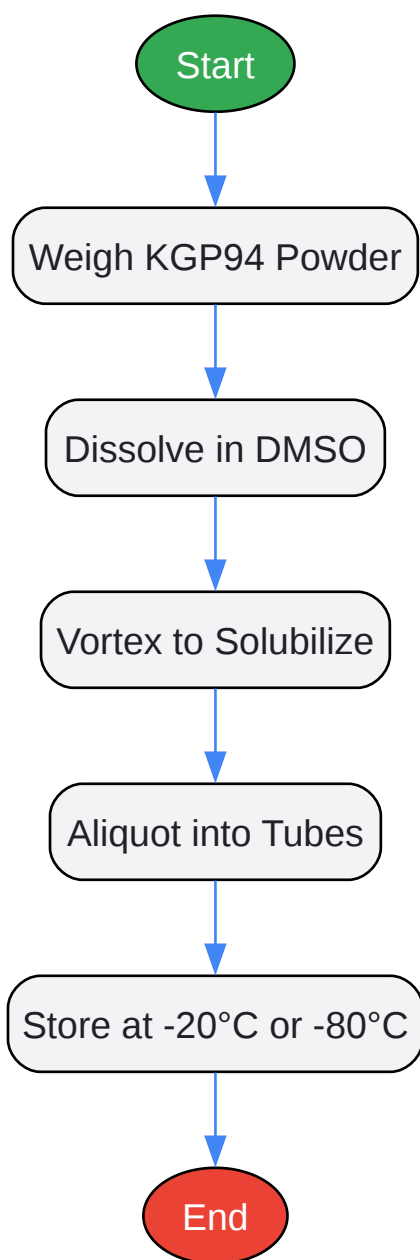 Start
Weigh KGP94 Powder
Dissolve in DMSO
Vortex to Solubilize
Aliquot into Tubes
Store at -20°C or -80°C
End